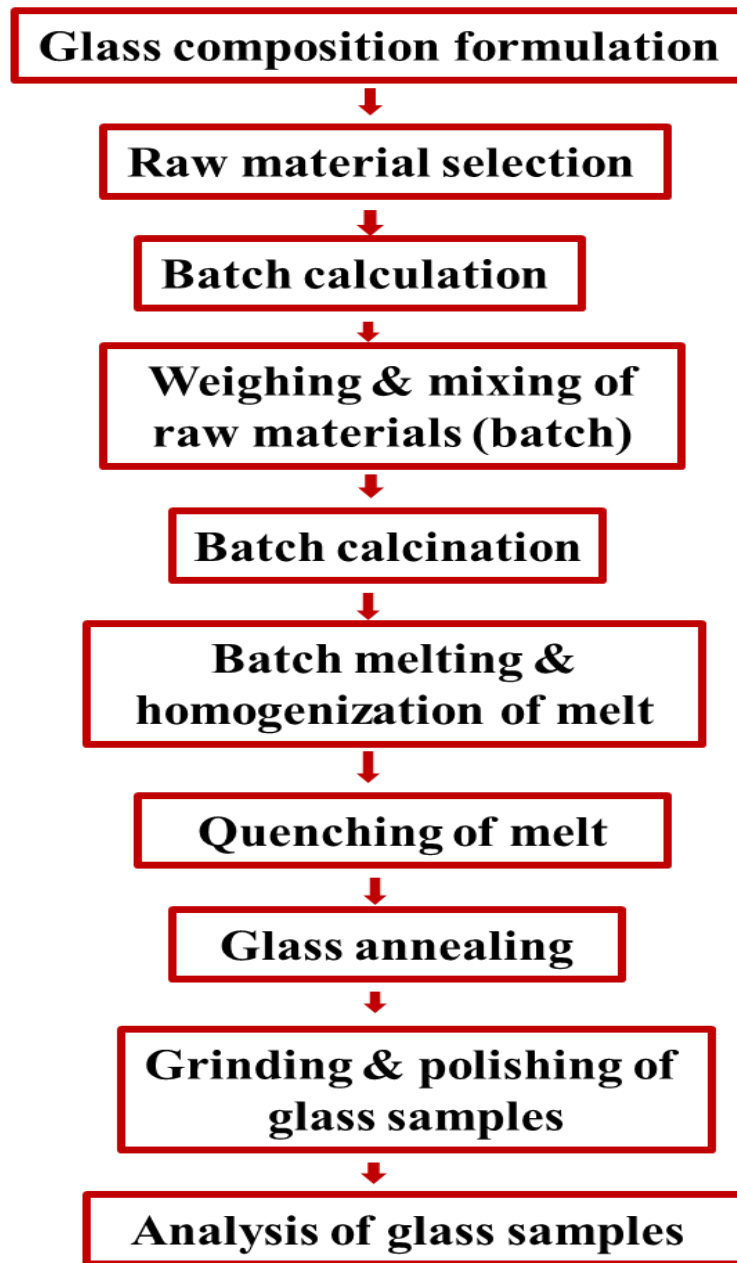 Glass composition formulation
Raw material selection
Batch calculation
Weighing & mixing of
raw materials (batch)
Batch calcination
Batch melting &
homogenization of melt
Quenching of melt
Glass annealing
Grinding & polishing of
glass samples
Analysis of glass samples